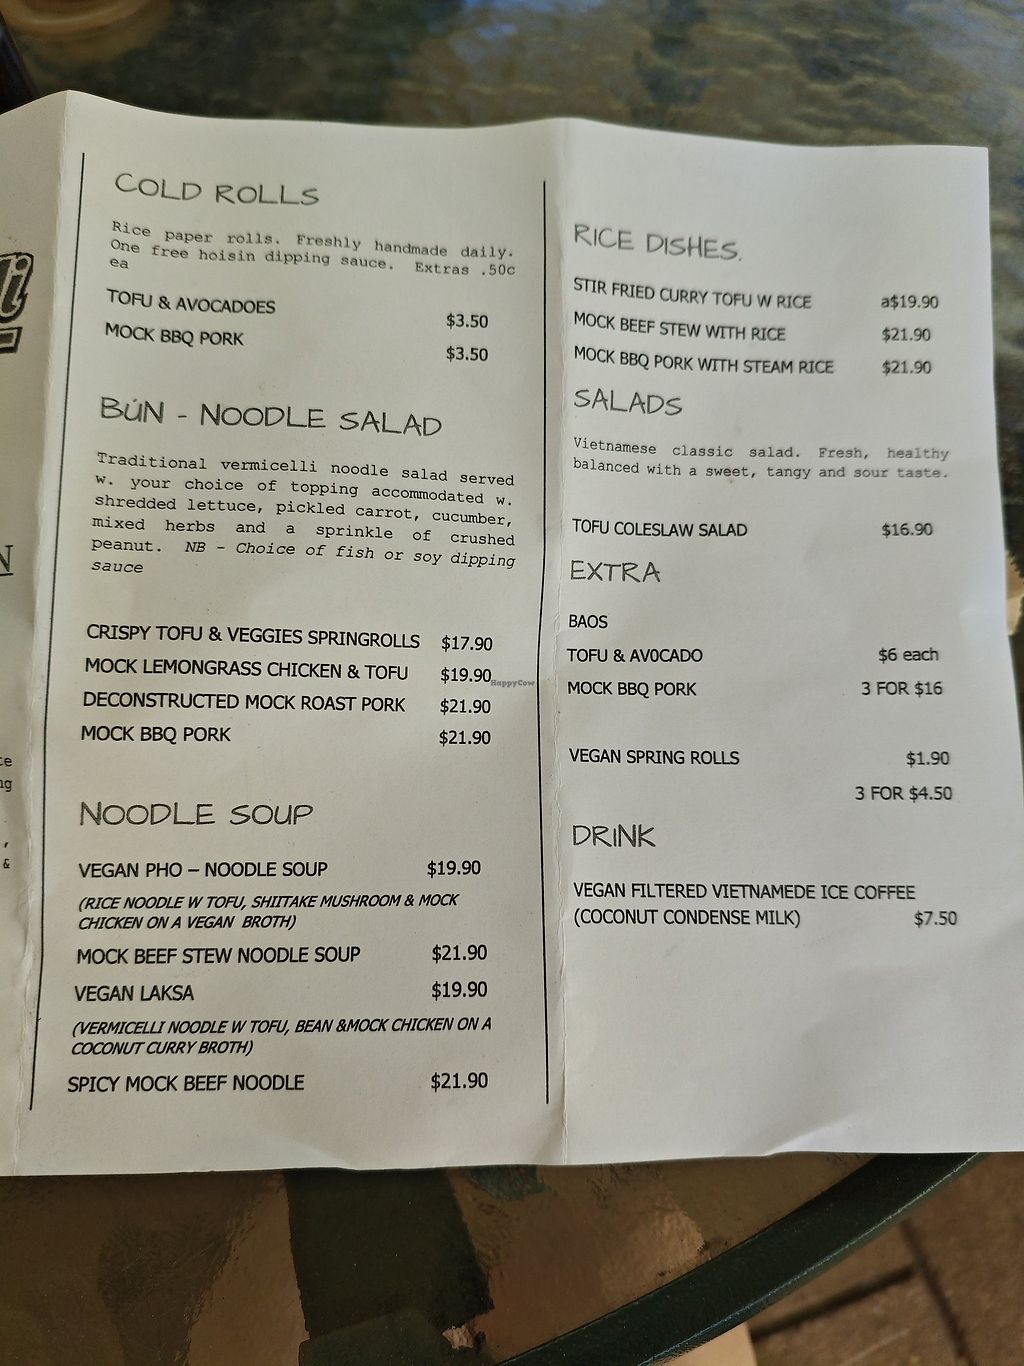 COLD ROLLS
Rice paper rolls. Freshly handmade daily.
One free hoisin dipping sauce. Extras .50c
ea
TOFU & AVOCADOES $3.50
MOCK BBQ PORK $3.50
BÚN - NOODLE SALAD
Traditional vermicelli noodle salad served
w. your choice of topping accommodated w.
shredded lettuce, pickled carrot, cucumber,
mixed herbs and a sprinkle of crushed
peanut. NB - Choice of fish or soy dipping
sauce
CRISPY TOFU & VEGGIES SPRINGROLLS $17.90
MOCK LEMONGRASS CHICKEN & TOFU $19.90
DECONSTRUCTED MOCK ROAST PORK $21.90
MOCK BBQ PORK $21.90
NOODLE SOUP
VEGAN PHO – NOODLE SOUP $19.90
(RICE NOODLE W TOFU, SHIITAKE MUSHROOM & MOCK
CHICKEN ON A VEGAN BROTH)
MOCK BEEF STEW NOODLE SOUP $21.90
VEGAN LAKSA $19.90
(VERMICELLI NOODLE W TOFU, BEAN &MOCK CHICKEN ON A
COCONUT CURRY BROTH)
SPICY MOCK BEEF NOODLE $21.90
RICE DISHES.
STIR FRIED CURRY TOFU W RICE a$19.90
MOCK BEEF STEW WITH RICE $21.90
MOCK BBQ PORK WITH STEAM RICE $21.90
SALADS
Vietnamese classic salad. Fresh, healthy
balanced with a sweet, tangy and sour taste.
TOFU COLESLAW SALAD $16.90
EXTRA
BAOS
TOFU & AV0CADO $6 each
MOCK BBQ PORK 3 FOR $16
VEGAN SPRING ROLLS $1.90
3 FOR $4.50
DRINK
VEGAN FILTERED VIETNAMEDE ICE COFFEE
(COCONUT CONDENSE MILK) $7.50
HappyCow